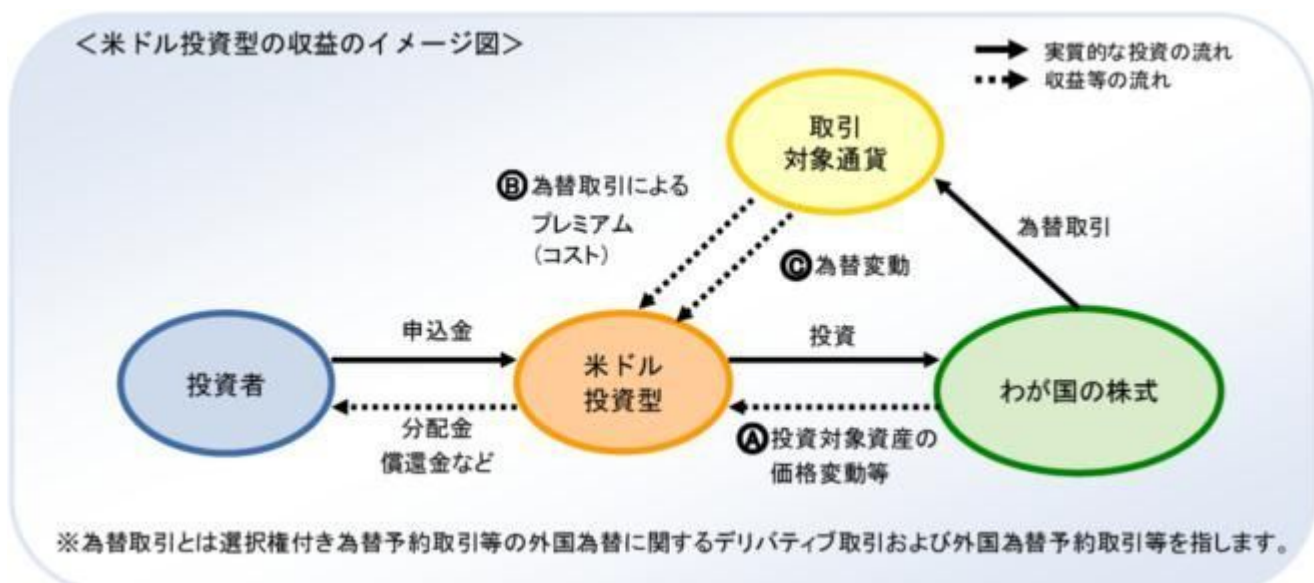 ＜米ドル投資型の収益のイメージ図＞
実質的な投資の流れ
収益等の流れ
取引
対象通貨
Ⓑ為替取引による
プレミアム
(コスト)
為替取引
Ⓒ為替変動
申込金
投資
投資者
米ドル
投資型
わが国の株式
分配金
償還金など
Ⓐ投資対象資産の
価格変動等
※為替取引とは選択権付き為替予約取引等の外国為替に関するデリバティブ取引および外国為替予約取引等を指します。